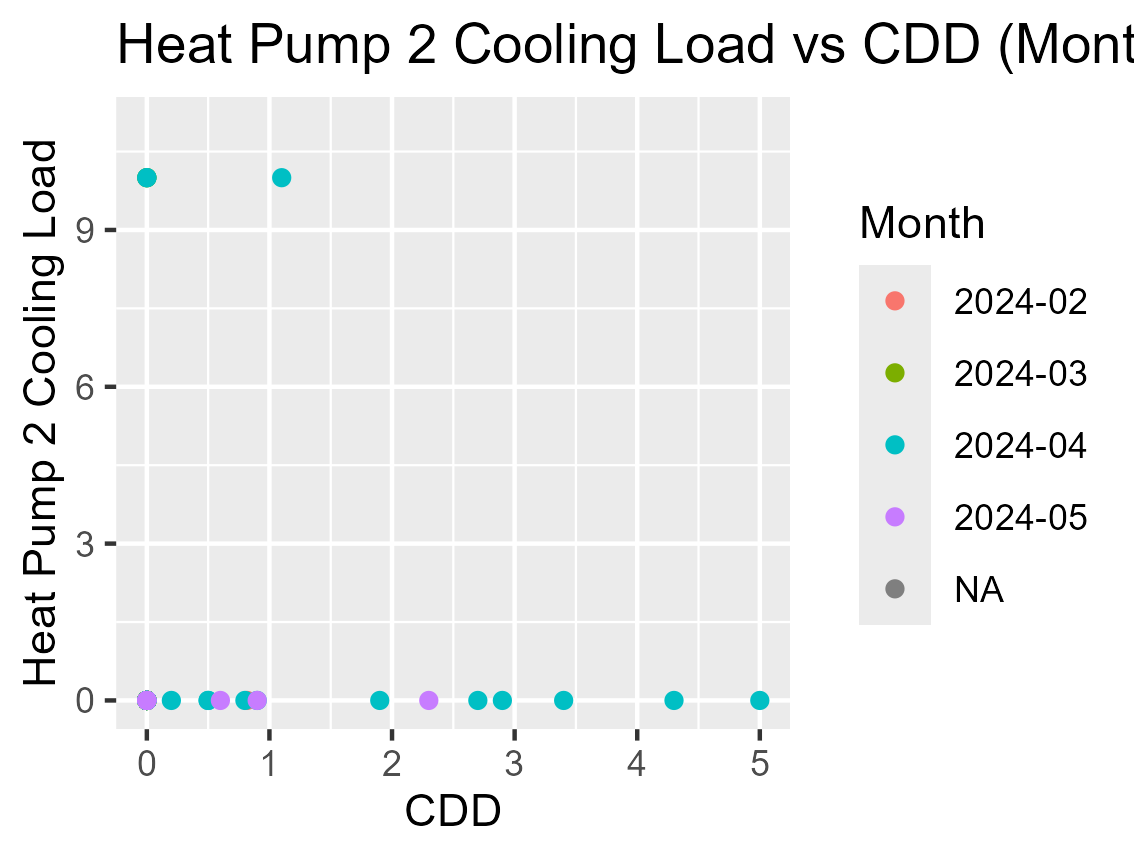 Heat Pump 2 Cooling Load vs CDD (Mont
Heat Pump 2 Cooling Load
9
6
3
0
0 1 2 3 4 5
CDD
Month
2024-02
2024-03
2024-04
2024-05
NA